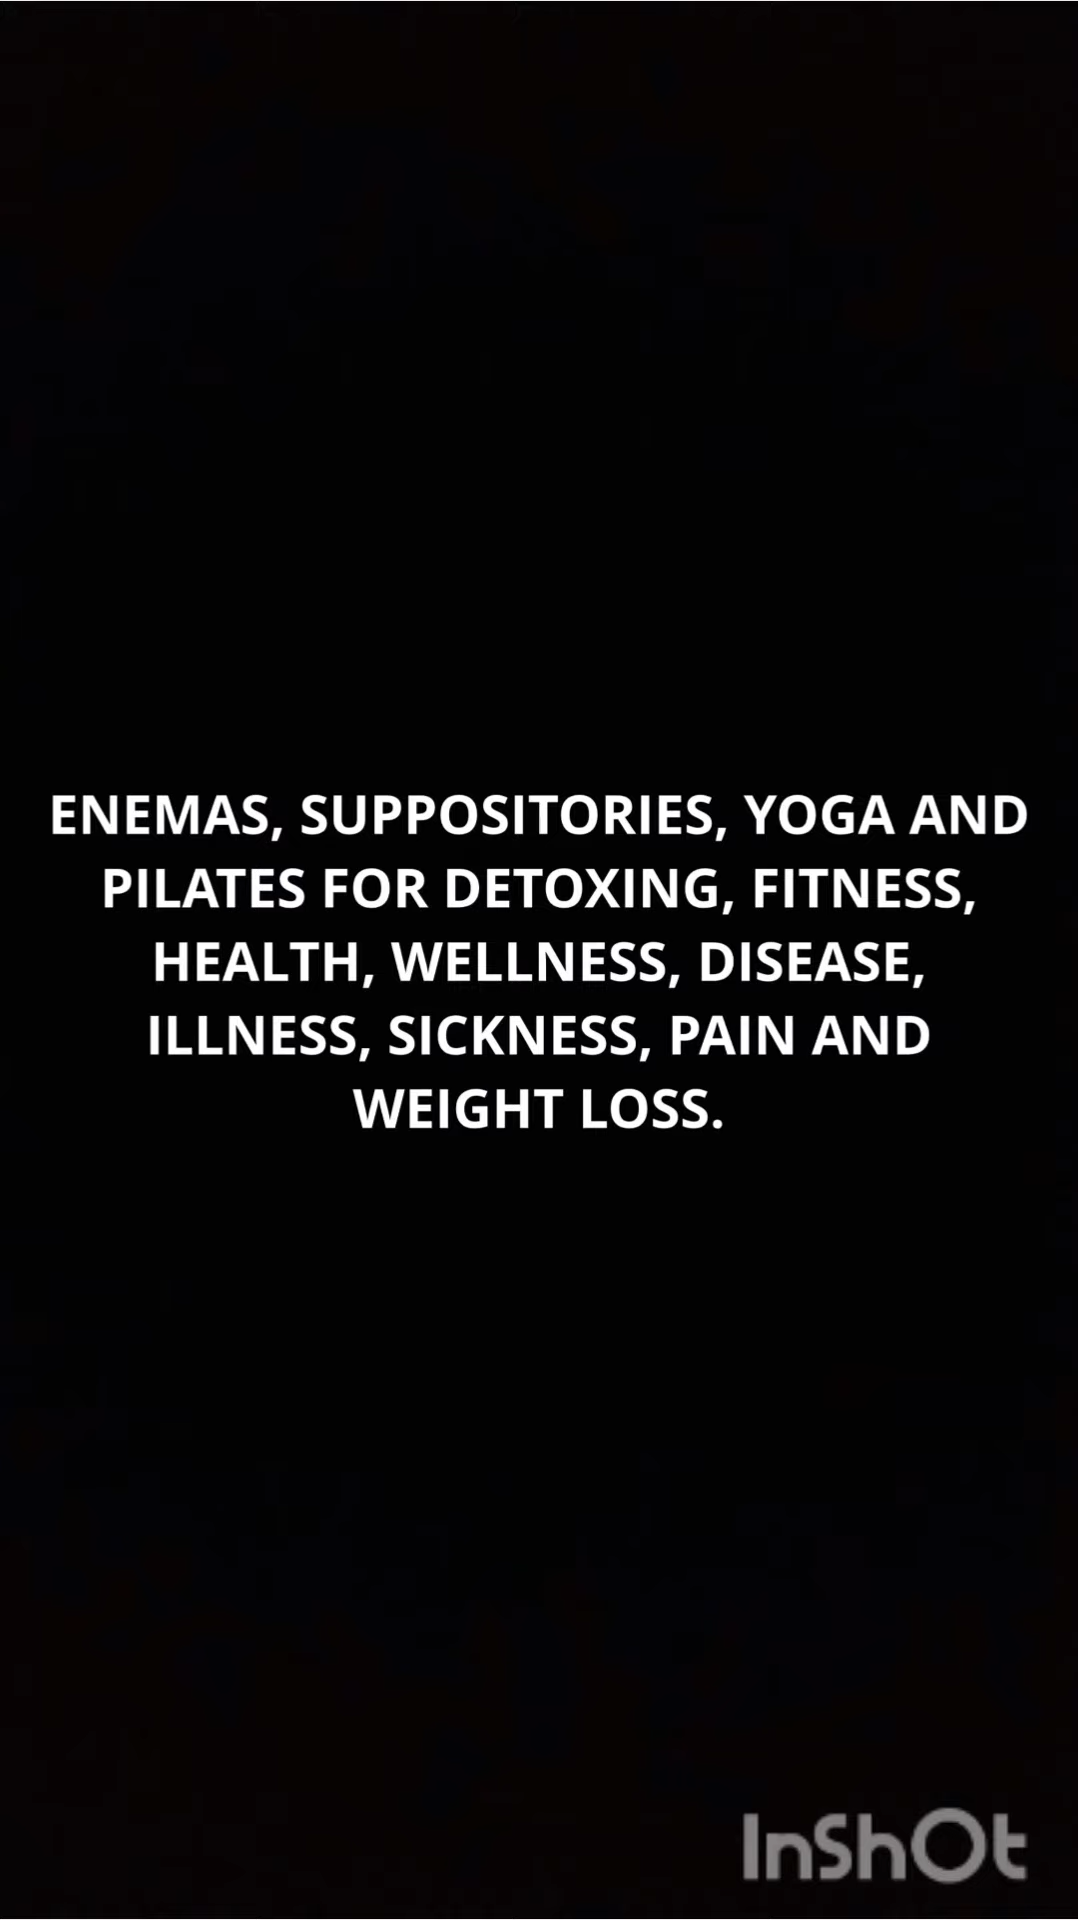 ENEMAS, SUPPOSITORIES, YOGA AND
PILATES FOR DETOXING, FITNESS,
HEALTH, WELLNESS, DISEASE,
ILLNESS, SICKNESS, PAIN AND
WEIGHT LOSS.
InShOt